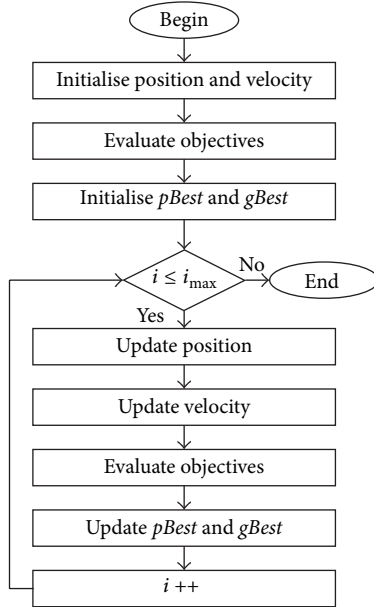 Begin
Initialise position and velocity
Evaluate objectives
Initialise pBest and gBest
i ≤ i_max
No
End
Yes
Update position
Update velocity
Evaluate objectives
Update pBest and gBest
i ++